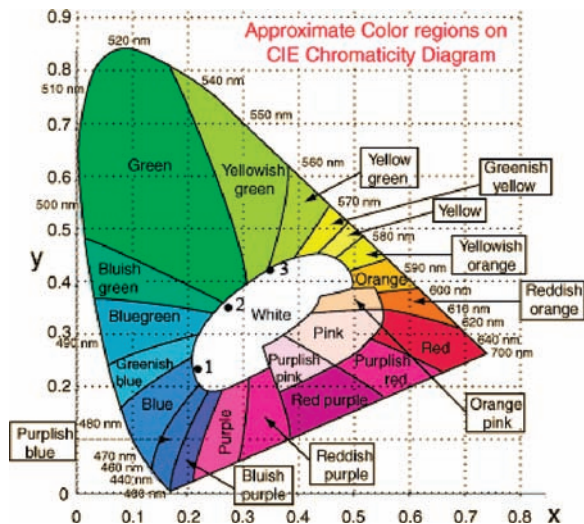 Approximate Color regions on
CIE Chromaticity Diagram
0.9
520 nm
0.8
510 nm
540 nm
0.7
550 nm
0.6
560 nm
Green
Yellowish
green
Yellow
green
Greenish
yellow
570 nm
Yellow
500 nm
0.5
580 nm
Yellowish
orange
y
Bluish
green
3
590 nm
0.4
Orange
600 nm
Reddish
orange
2
White
616 nm
Bluegreen
620 nm
Pink
490 nm
0.3
640 nm
Red
700 nm
Greenish
blue
1
Purplish
pink
Purplish
red
0.2
Blue
Red purple
Orange
pink
480 nm
Purple
Purplish
blue
470 nm
460 nm
440 nm
Bluish
purple
Reddish
purple
0
0
0.1
0.2
0.3
0.4
0.5
0.6
0.7
0.8
x